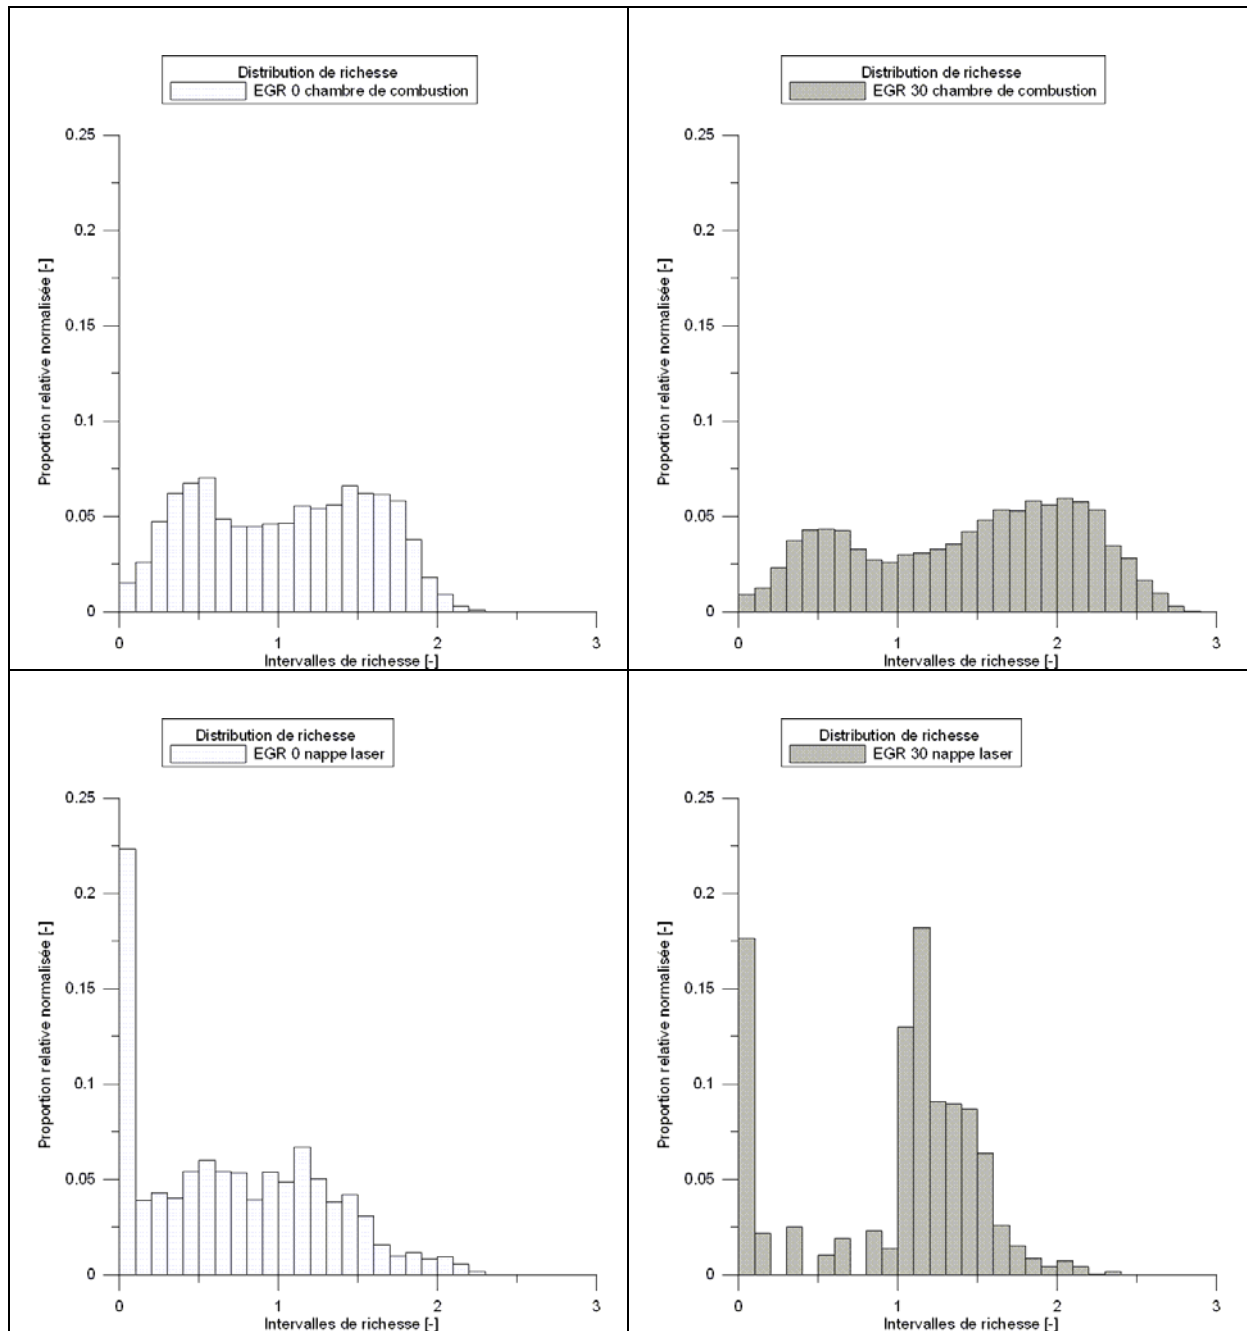 Distribution de richesse
EGR 0 chambre de combustion
0.25
0.2
0.15
0.1
0.05
0
Proportion relative normalisée [-]
0 1 2 3
Intervalles de richesse [-]
Distribution de richesse
EGR 30 chambre de combustion
0.25
0.2
0.15
0.1
0.05
0
Proportion relative normalisée [-]
0 1 2 3
Intervalles de richesse [-]
Distribution de richesse
EGR 0 nappe laser
0.25
0.2
0.15
0.1
0.05
0
Proportion relative normalisée [-]
0 1 2 3
Intervalles de richesse [-]
Distribution de richesse
EGR 30 nappe laser
0.25
0.2
0.15
0.1
0.05
0
Proportion relative normalisée [-]
0 1 2 3
Intervalles de richesse [-]